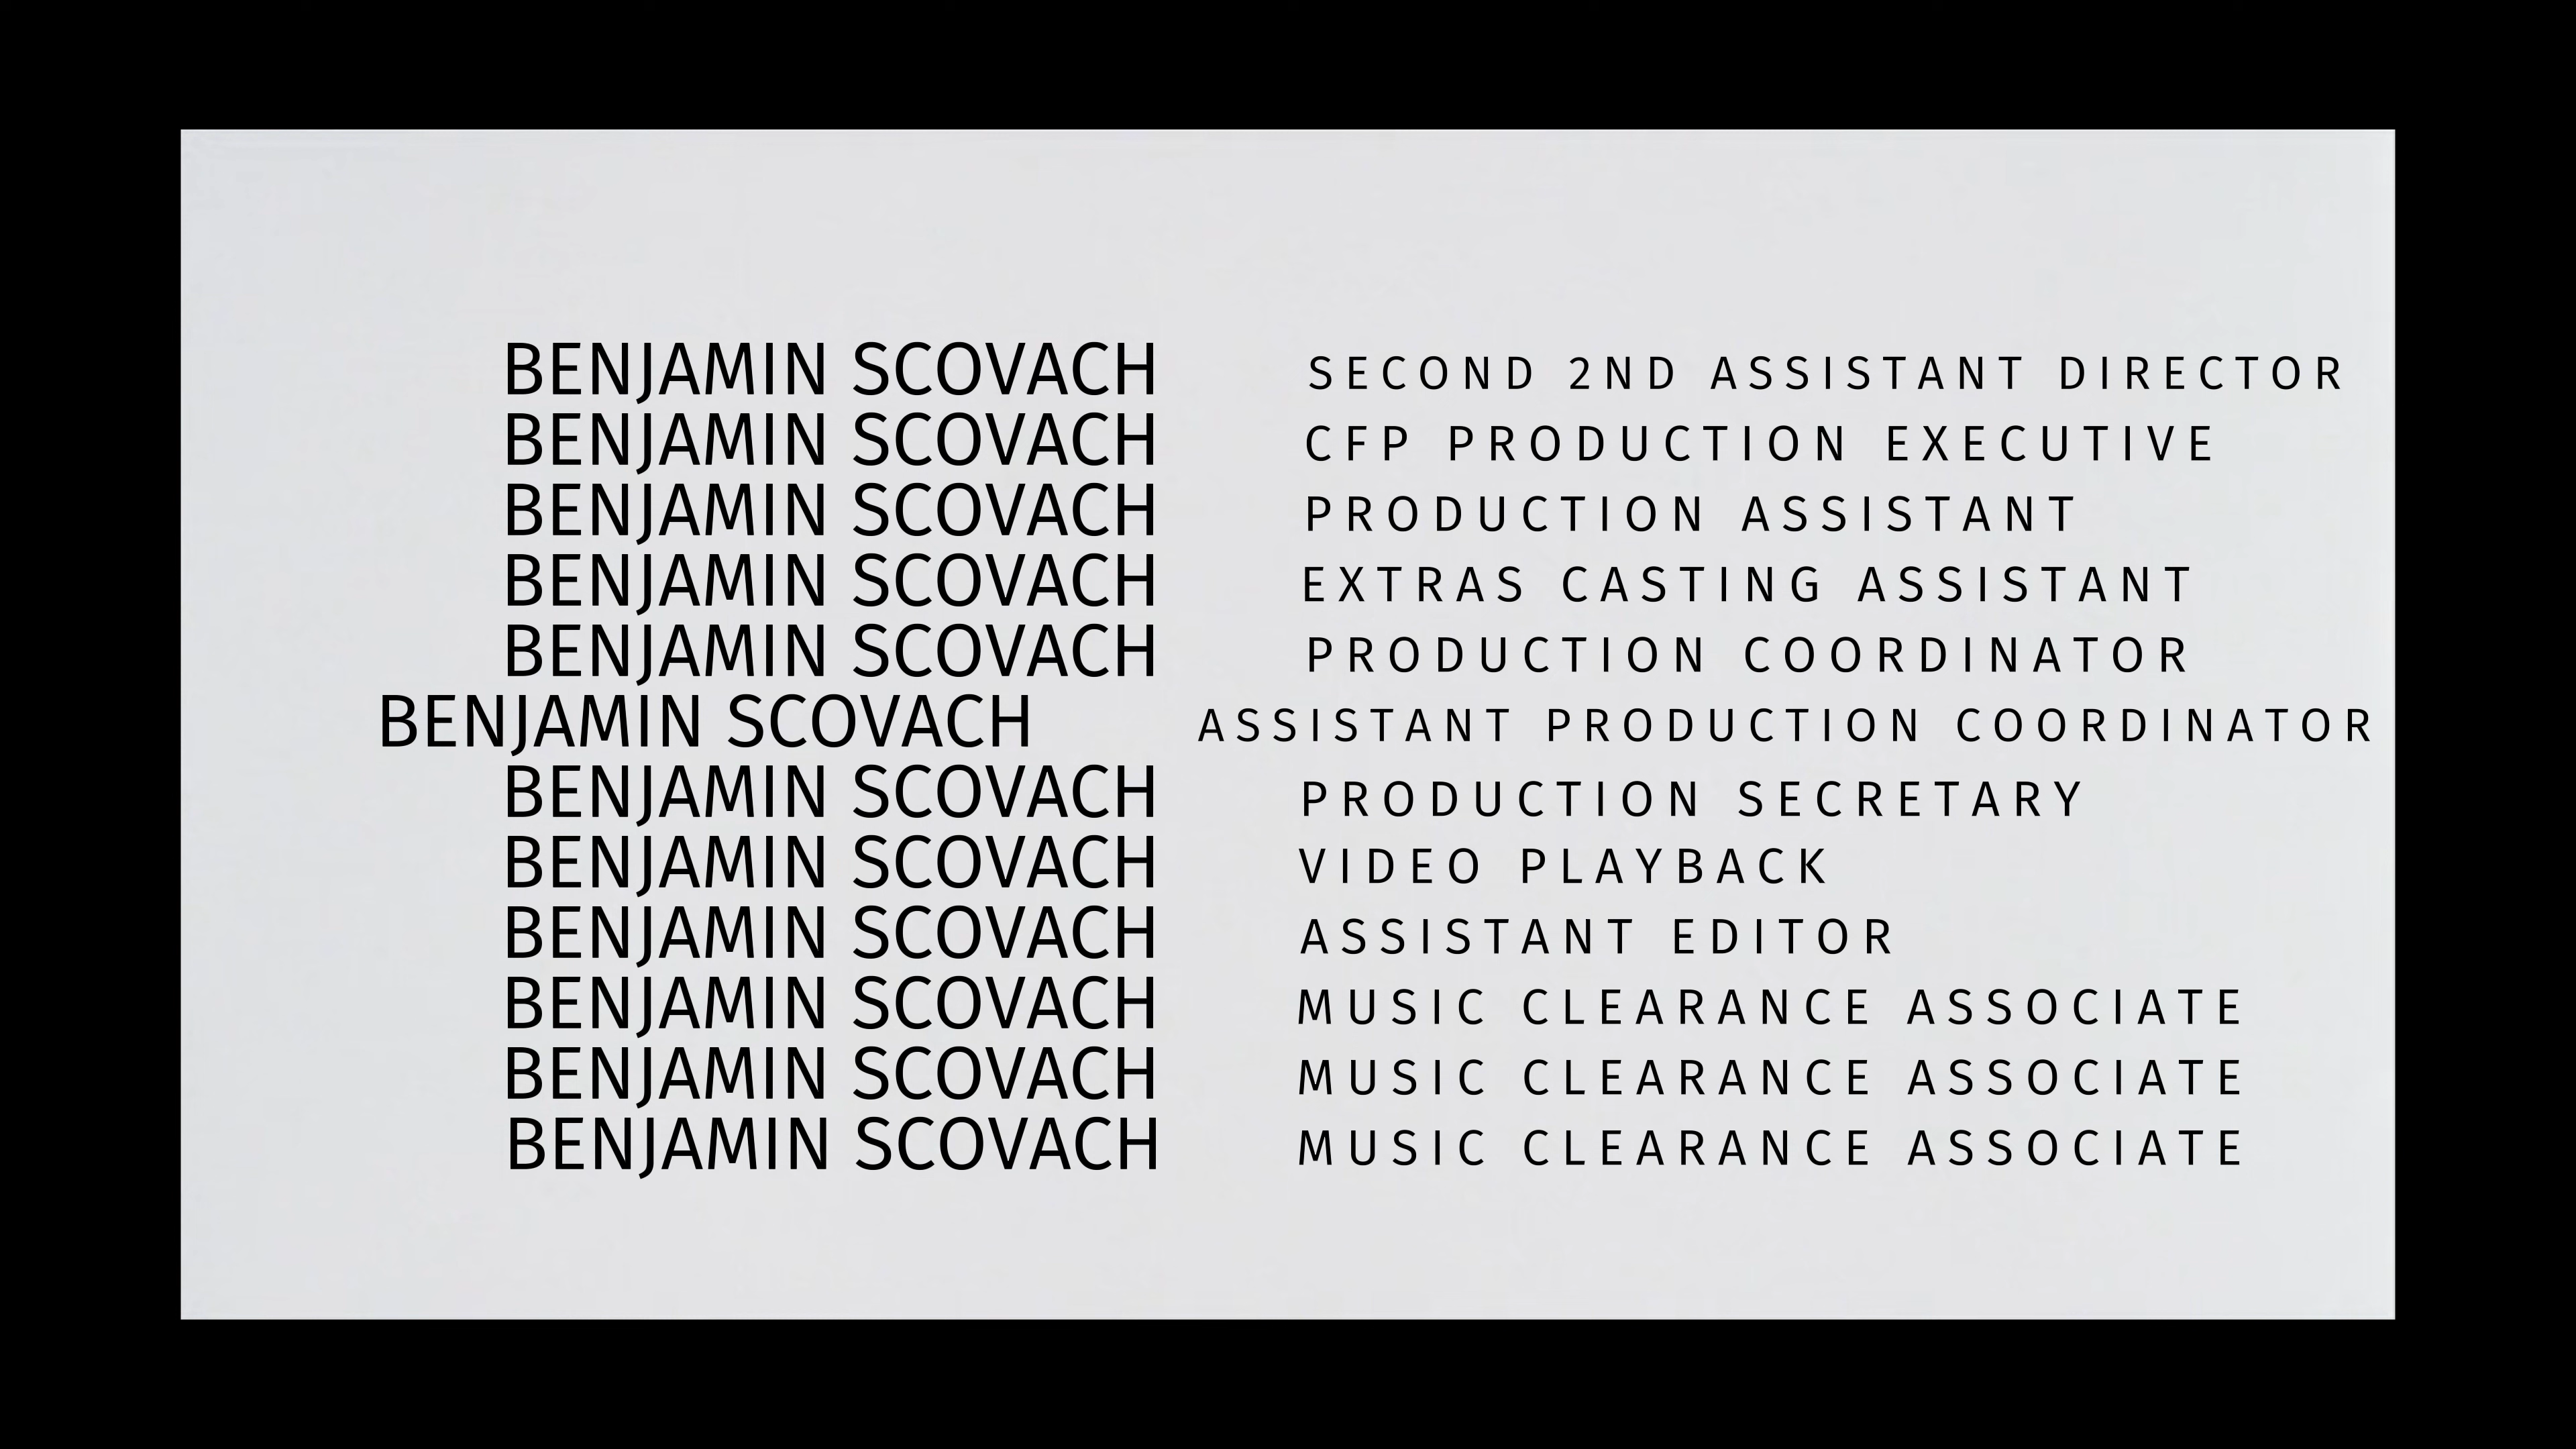 BENJAMIN SCOVACH SECOND 2ND ASSISTANT DIRECTOR
BENJAMIN SCOVACH CFP PRODUCTION EXECUTIVE
BENJAMIN SCOVACH PRODUCTION ASSISTANT
BENJAMIN SCOVACH EXTRAS CASTING ASSISTANT
BENJAMIN SCOVACH PRODUCTION COORDINATOR
BENJAMIN SCOVACH ASSISTANT PRODUCTION COORDINATOR
BENJAMIN SCOVACH PRODUCTION SECRETARY
BENJAMIN SCOVACH VIDEO PLAYBACK
BENJAMIN SCOVACH ASSISTANT EDITOR
BENJAMIN SCOVACH MUSIC CLEARANCE ASSOCIATE
BENJAMIN SCOVACH MUSIC CLEARANCE ASSOCIATE
BENJAMIN SCOVACH MUSIC CLEARANCE ASSOCIATE